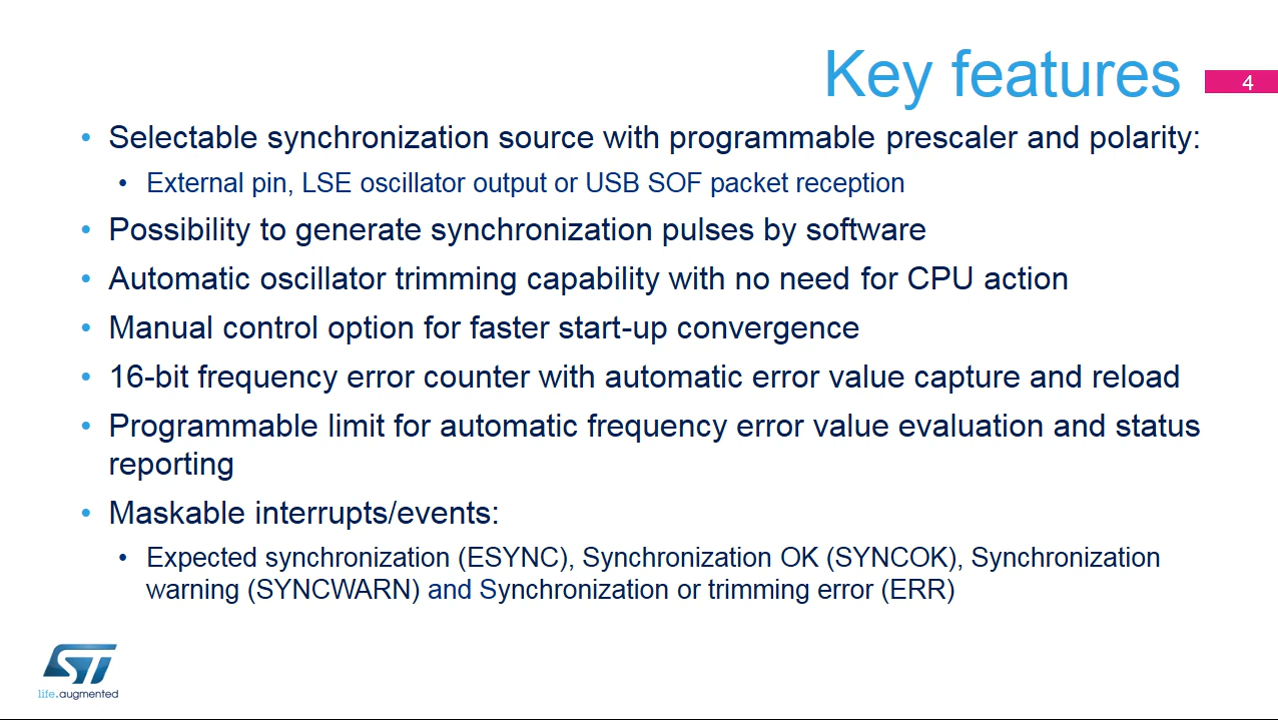 Key features
4
• Selectable synchronization source with programmable prescaler and polarity:
• External pin, LSE oscillator output or USB SOF packet reception
• Possibility to generate synchronization pulses by software
• Automatic oscillator trimming capability with no need for CPU action
• Manual control option for faster start-up convergence
• 16-bit frequency error counter with automatic error value capture and reload
• Programmable limit for automatic frequency error value evaluation and status
reporting
• Maskable interrupts/events:
• Expected synchronization (ESYNC), Synchronization OK (SYNCOK), Synchronization
warning (SYNCWARN) and Synchronization or trimming error (ERR)
ST
life.augmented